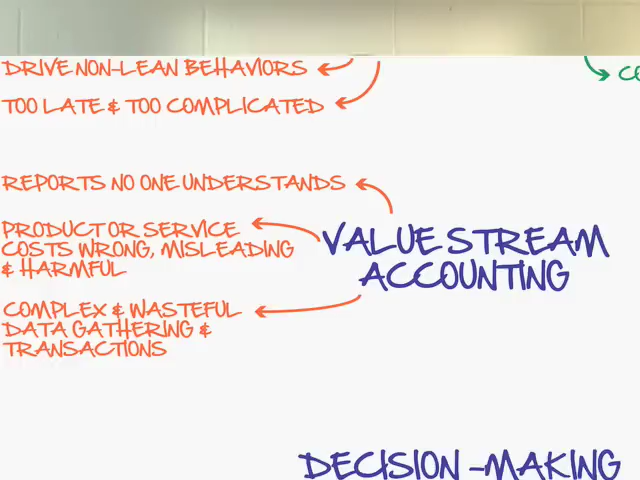 DRIVE NON-LEAN BEHAVIORS
TOO LATE & TOO COMPLICATED
REPORTS NO ONE UNDERSTANDS
PRODUCT OR SERVICE
COSTS WRONG, MISLEADING
& HARMFUL
VALUE STREAM
ACCOUNTING
COMPLEX & WASTEFUL
DATA GATHERING &
TRANSACTIONS
DECISION-MAKING